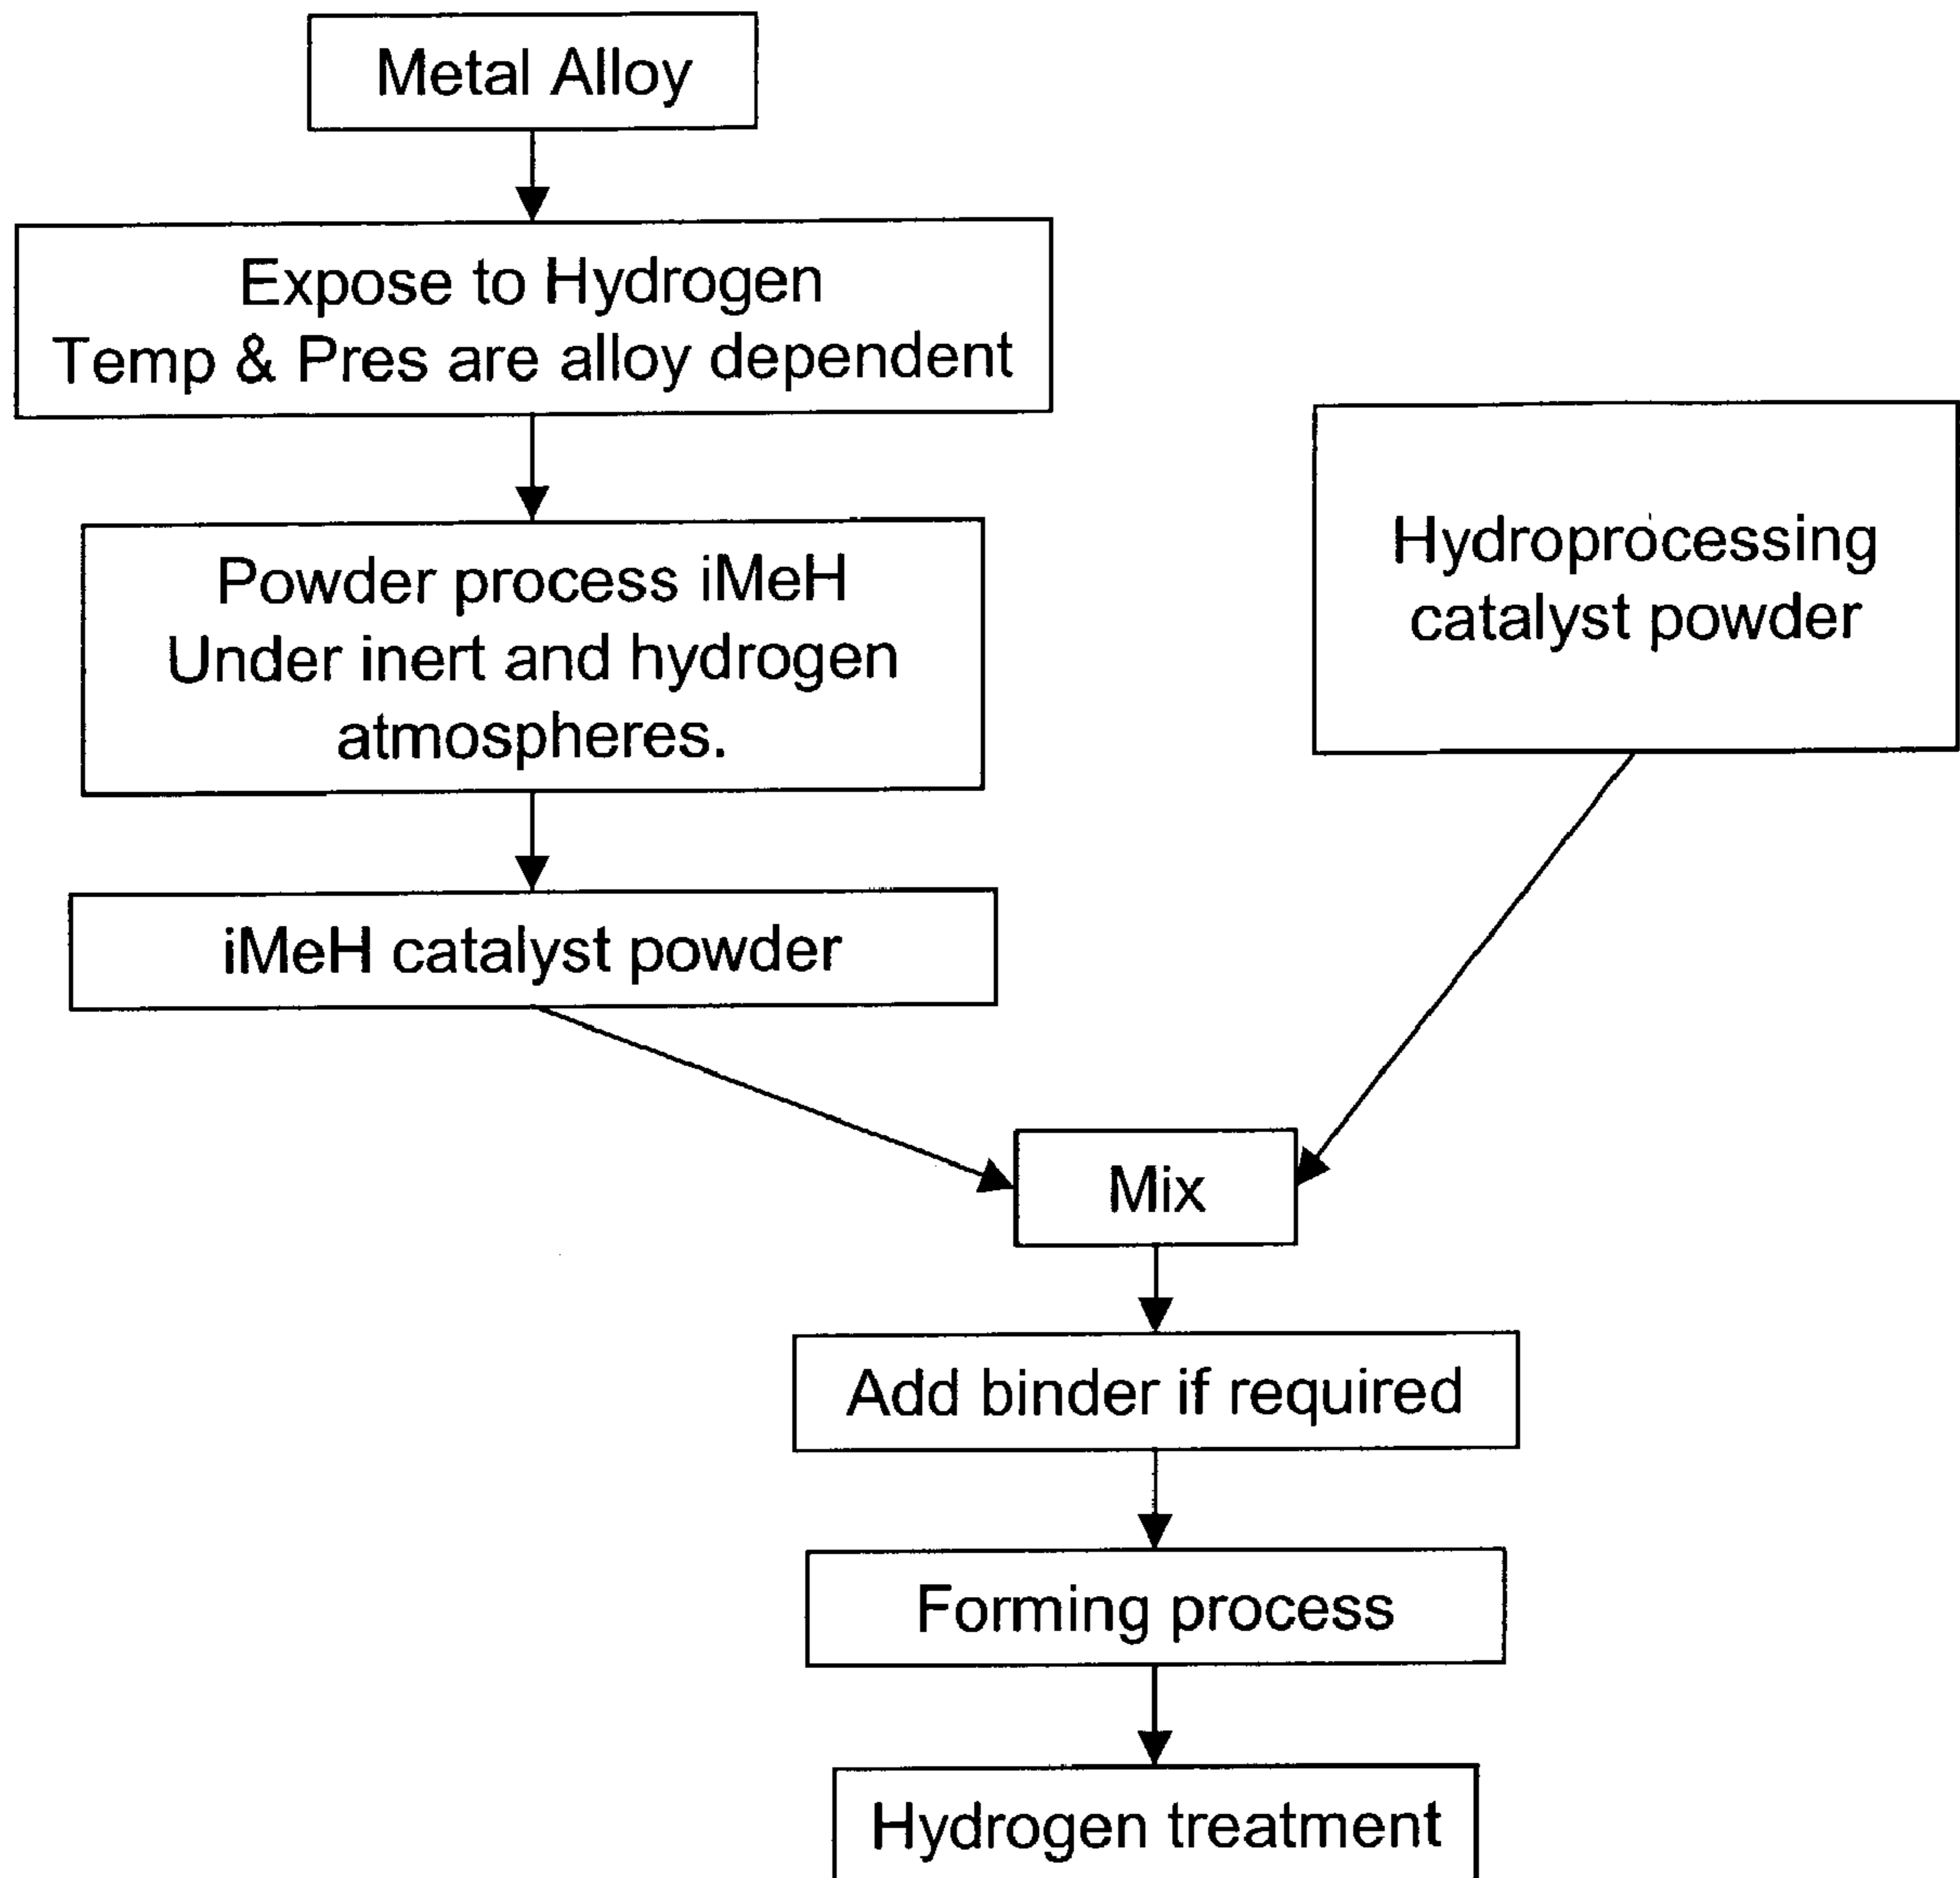 Metal Alloy
Expose to Hydrogen
Temp & Pres are alloy dependent
Powder process iMeH
Under inert and hydrogen
atmospheres.
Hydroprocessing
catalyst powder
iMeH catalyst powder
Mix
Add binder if required
Forming process
Hydrogen treatment